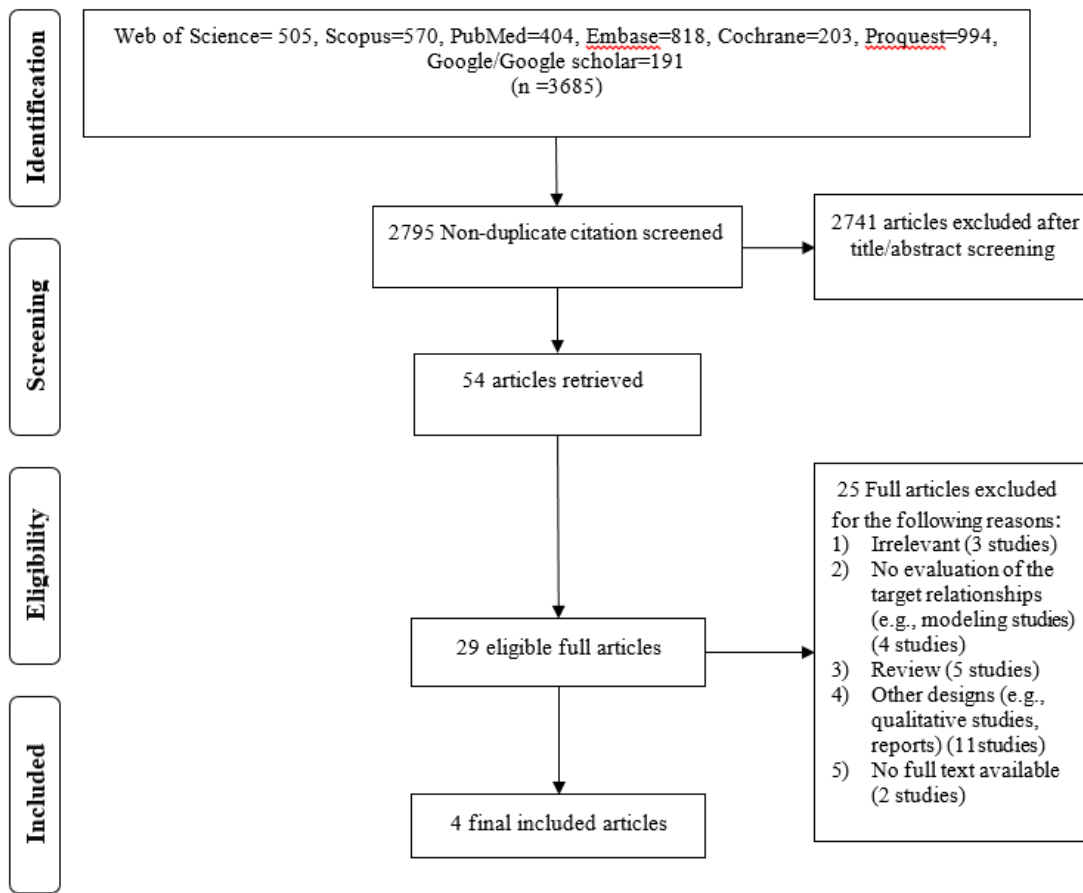 Identification
Web of Science= 505, Scopus=570, PubMed=404, Embase=818, Cochrane=203, Proquest=994,
Google/Google scholar=191
(n =3685)
2795 Non-duplicate citation screened
2741 articles excluded after
title/abstract screening
Screening
54 articles retrieved
Eligibility
29 eligible full articles
25 Full articles excluded
for the following reasons:
1) Irrelevant (3 studies)
2) No evaluation of the
target relationships
(e.g., modeling studies)
(4 studies)
3) Review (5 studies)
4) Other designs (e.g.,
qualitative studies,
reports) (11studies)
5) No full text available
(2 studies)
Included
4 final included articles